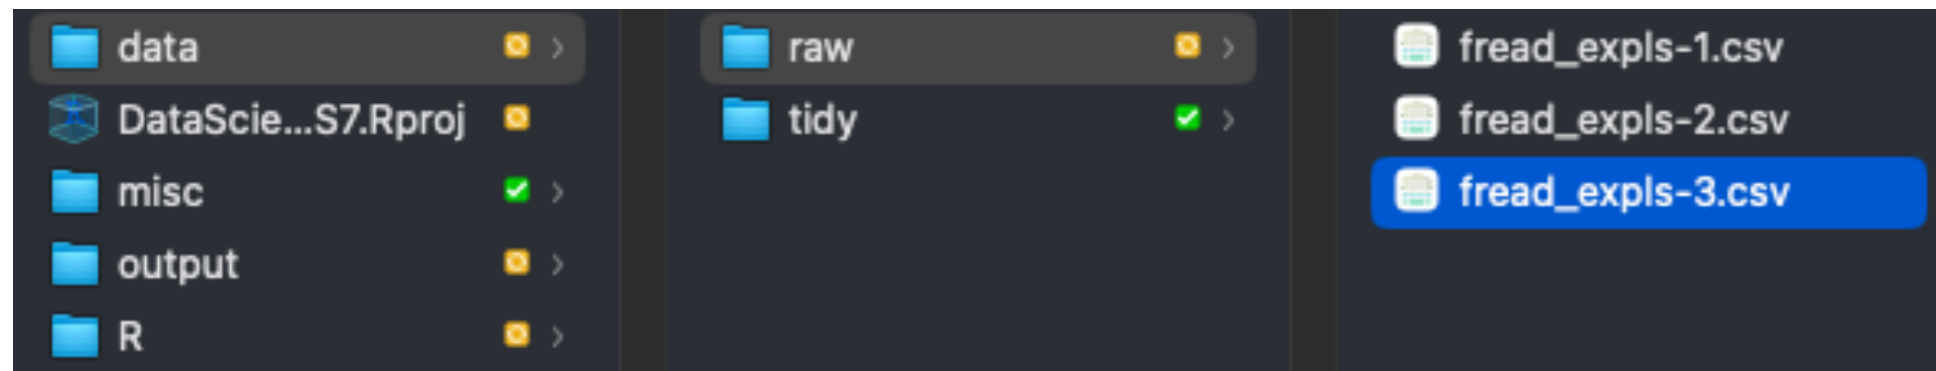 data
DataScie...S7.Rproj
misc
output
R
raw
tidy
fread_expls-1.csv
fread_expls-2.csv
fread_expls-3.csv